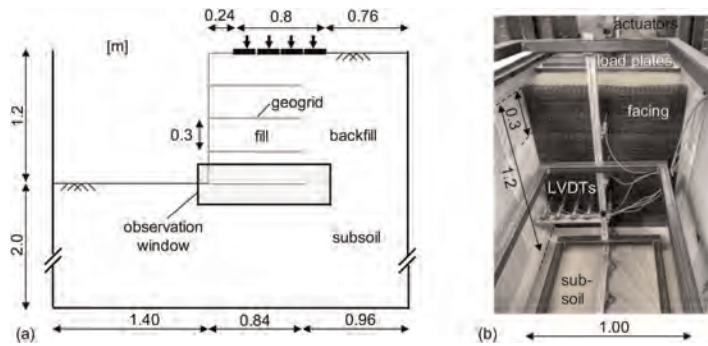 0.24
0.8
0.76
[m]
1.2
geogrid
0.3
fill
backfill
observation
window
subsoil
2.0
(a)
1.40
0.84
0.96
actuators
load plates
facing
0.3
1.2
LVDTs
sub-
soil
(b)
1.00